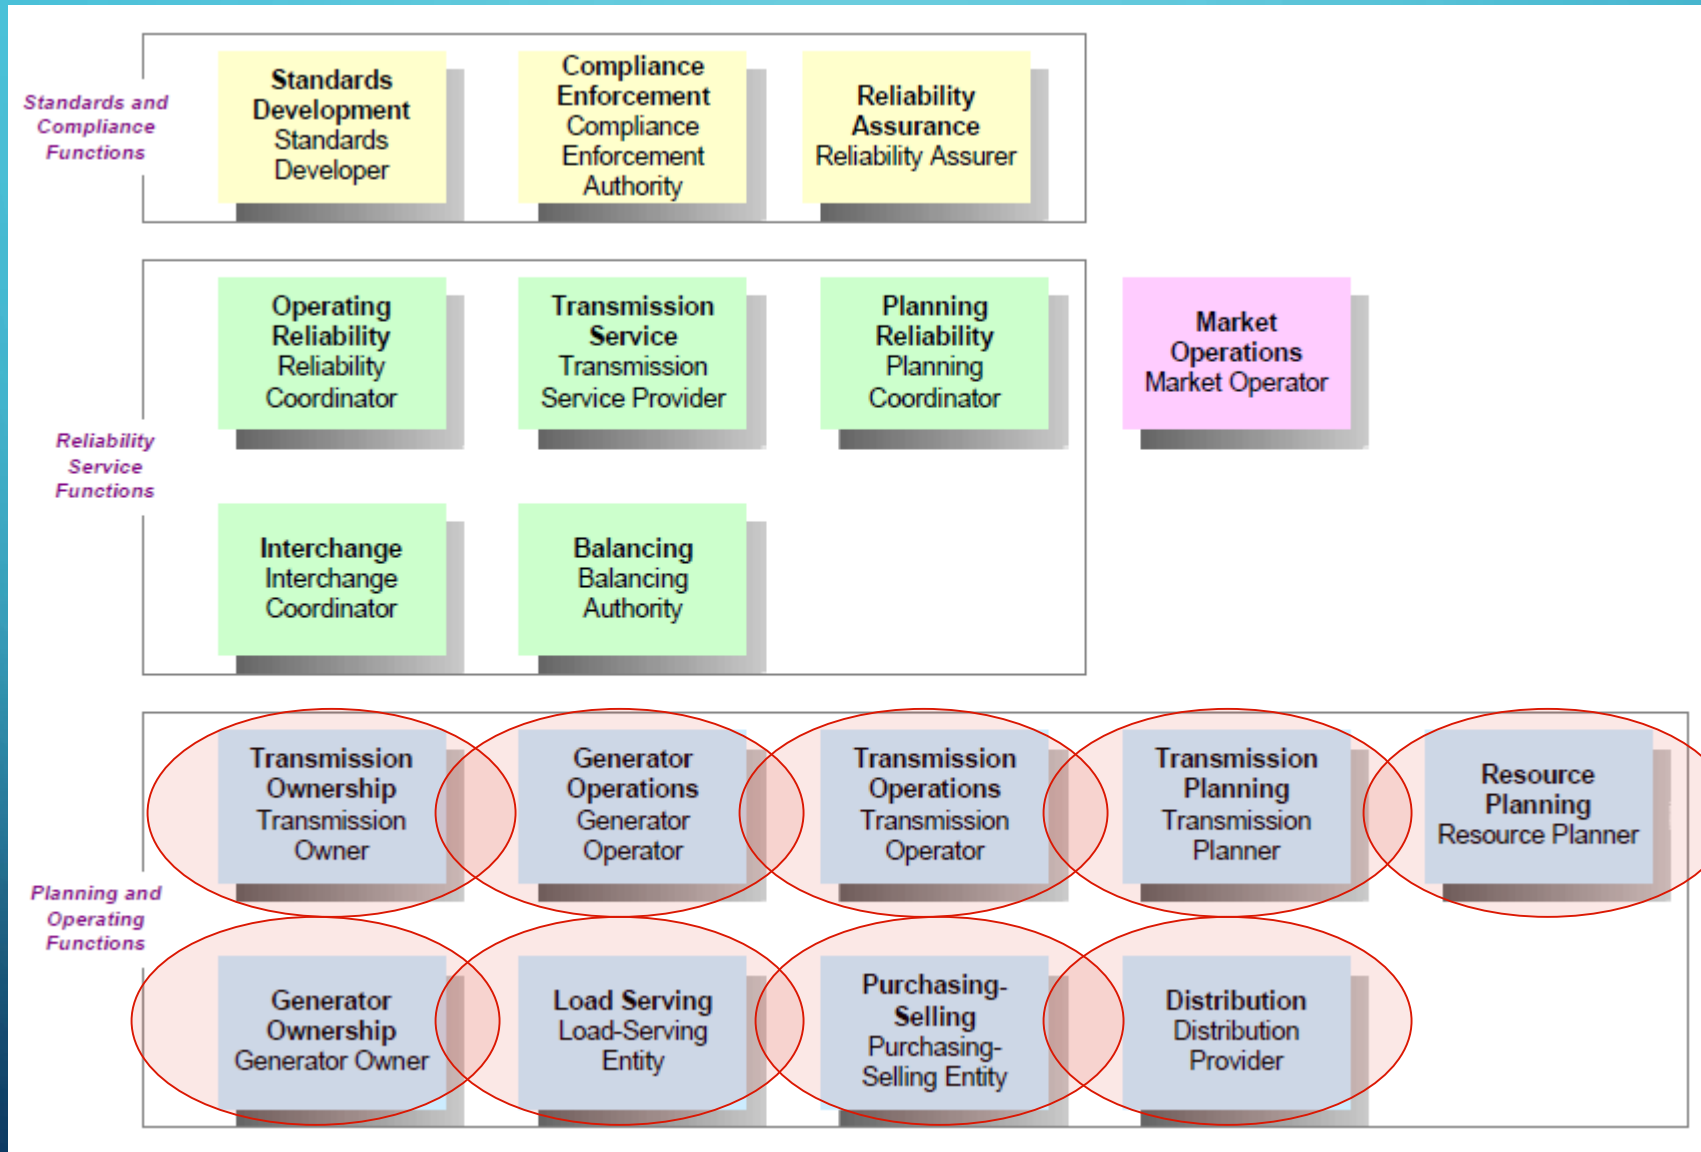 Standards and
Compliance
Functions
Standards
Development
Standards
Developer
Compliance
Enforcement
Compliance
Enforcement
Authority
Reliability
Assurance
Reliability Assurer
Reliability
Service
Functions
Operating
Reliability
Reliability
Coordinator
Transmission
Service
Transmission
Service Provider
Planning
Reliability
Planning
Coordinator
Market
Operations
Market Operator
Interchange
Interchange
Coordinator
Balancing
Balancing
Authority
Planning and
Operating
Functions
Transmission
Ownership
Transmission
Owner
Generator
Operations
Generator
Operator
Transmission
Operations
Transmission
Operator
Transmission
Planning
Transmission
Planner
Resource
Planning
Resource Planner
Generator
Ownership
Generator Owner
Load Serving
Load-Serving
Entity
Purchasing-
Selling
Purchasing-
Selling Entity
Distribution
Distribution
Provider